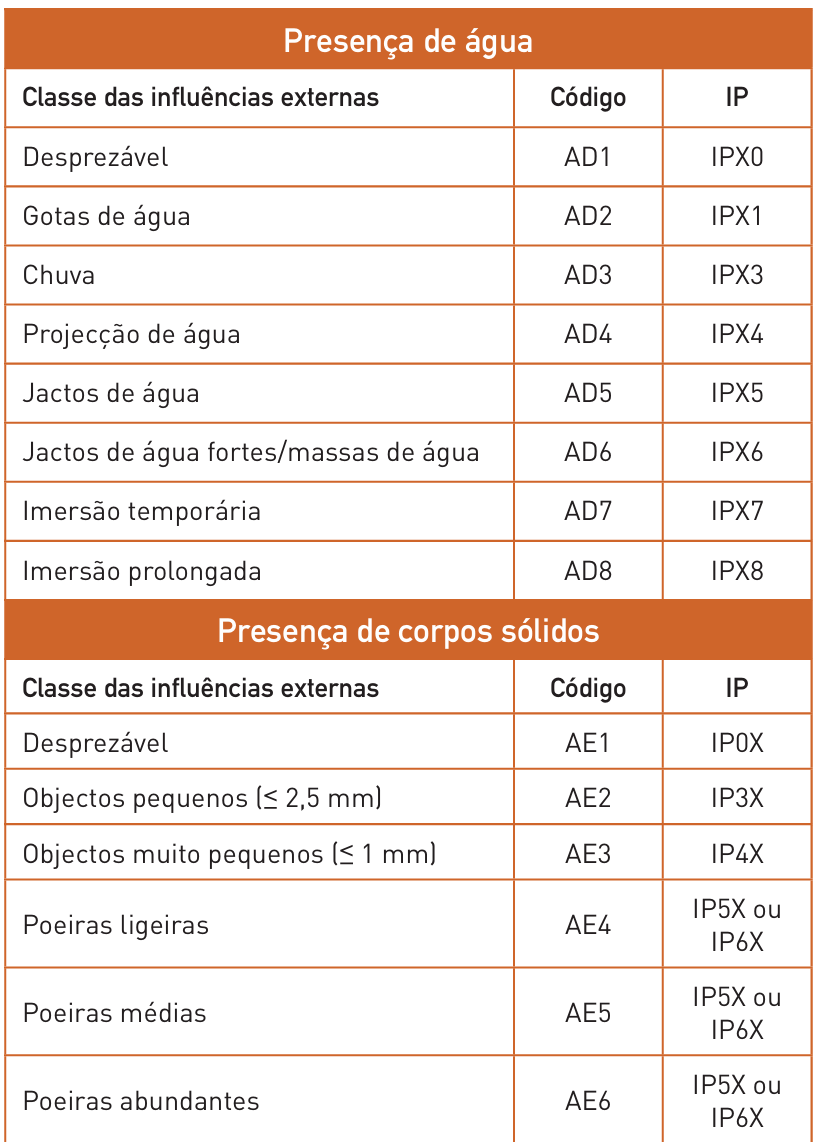 Presença de água
Classe das influências externas Código IP
Desprezável AD1 IPX0
Gotas de água AD2 IPX1
Chuva AD3 IPX3
Projecção de água AD4 IPX4
Jactos de água AD5 IPX5
Jactos de água fortes/massas de água AD6 IPX6
Imersão temporária AD7 IPX7
Imersão prolongada AD8 IPX8
Presença de corpos sólidos
Classe das influências externas Código IP
Desprezável AE1 IP0X
Objectos pequenos (≤ 2,5 mm) AE2 IP3X
Objectos muito pequenos (≤ 1 mm) AE3 IP4X
Poeiras ligeiras AE4 IP5X ou
IP6X
Poeiras médias AE5 IP5X ou
IP6X
Poeiras abundantes AE6 IP5X ou
IP6X